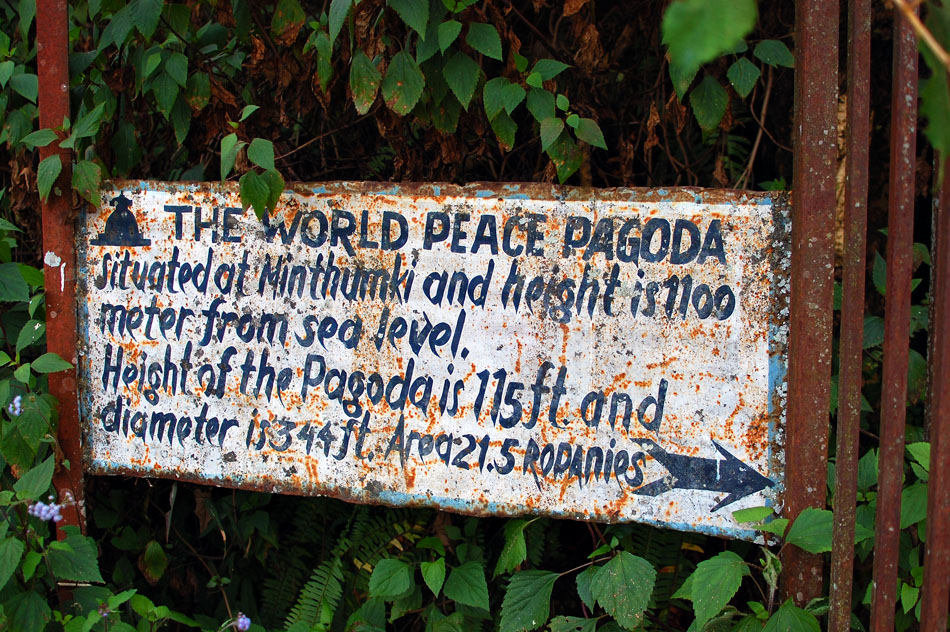 THE WORLD PEACE PAGODA
Situated at Minthumki and height is 1100
meter from sea level.
Height of the Pagoda is 115 ft. and
diameter is 344 ft. Area 21.5 Ropanies